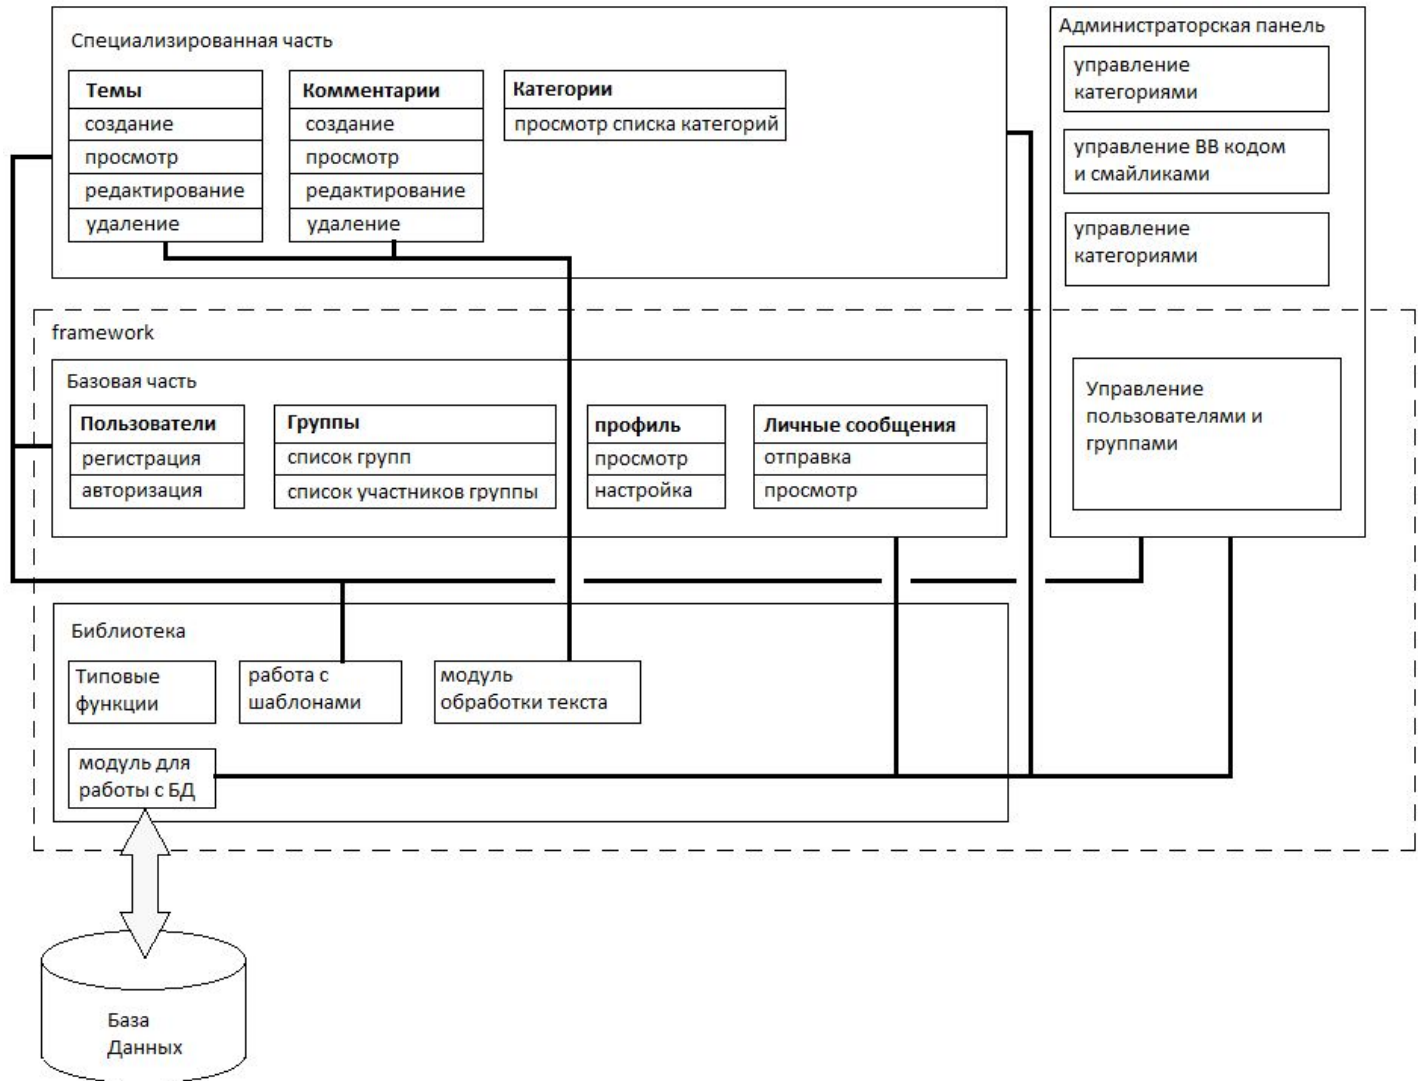 Специализированная часть
Темы
создание
просмотр
редактирование
удаление
Комментарии
создание
просмотр
редактирование
удаление
Категории
просмотр списка категорий
Администраторская панель
управление
категориями
управление BB кодом
и смайликами
управление
категориями
framework
Базовая часть
Пользователи
регистрация
авторизация
Группы
список групп
список участников группы
профиль
просмотр
настройка
Личные сообщения
отправка
просмотр
Управление
пользователями и
группами
Библиотека
Типовые
функции
работа с
шаблонами
модуль
обработки текста
модуль для
работы с БД
База
Данных